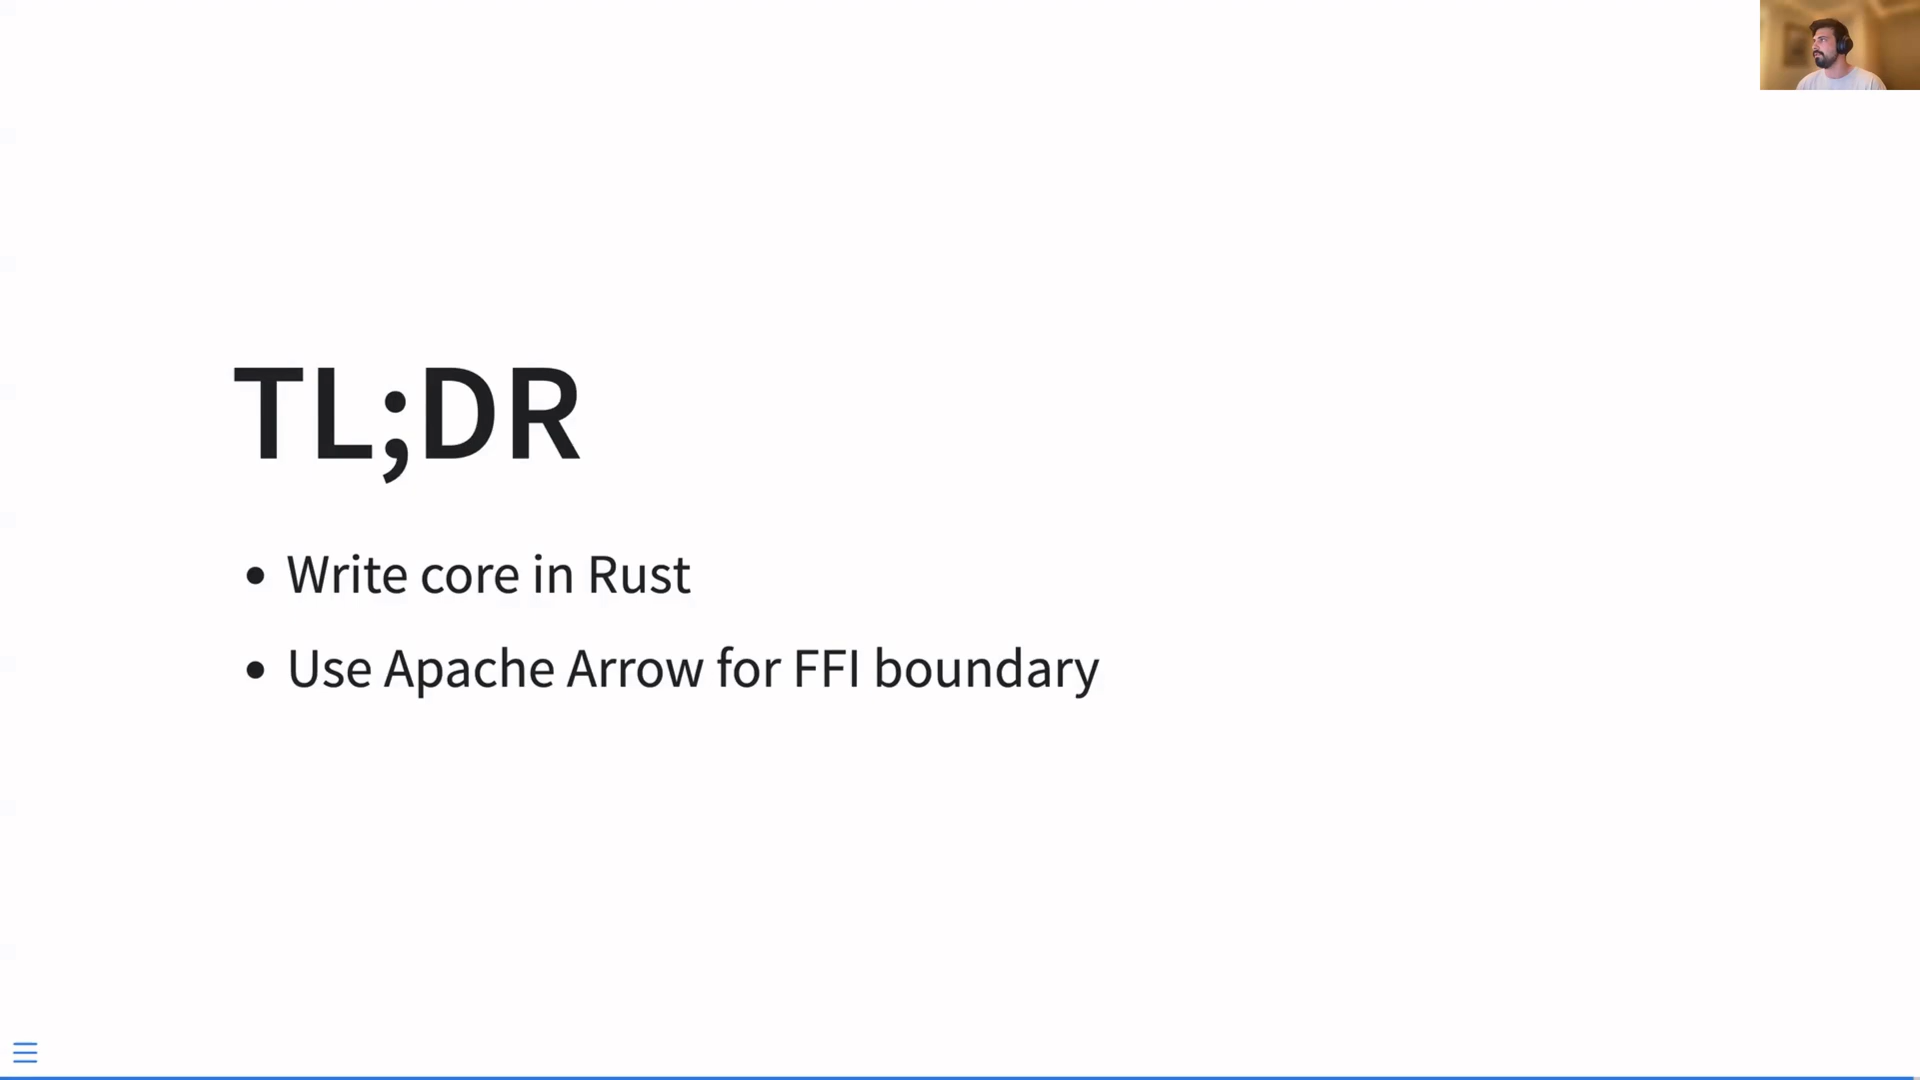 TL;DR
• Write core in Rust
• Use Apache Arrow for FFI boundary